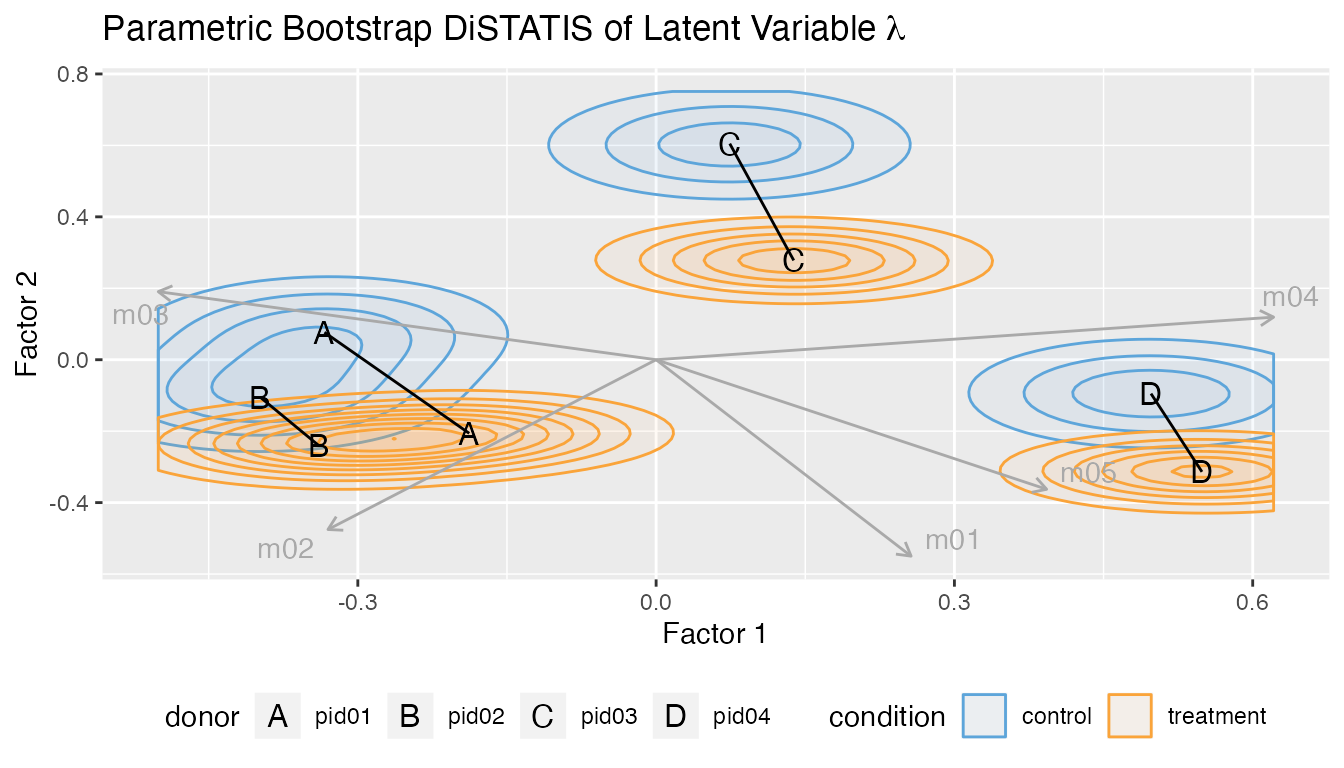 Parametric Bootstrap DiSTATIS of Latent Variable λ
0.8
0.4
0.0
-0.4
Factor 2
C
C
m04
m03
A
B
B
A
D
D
m05
m02
m01
-0.3 0.0 0.3 0.6
Factor 1
donor A pid01 B pid02 C pid03 D pid04 condition control treatment